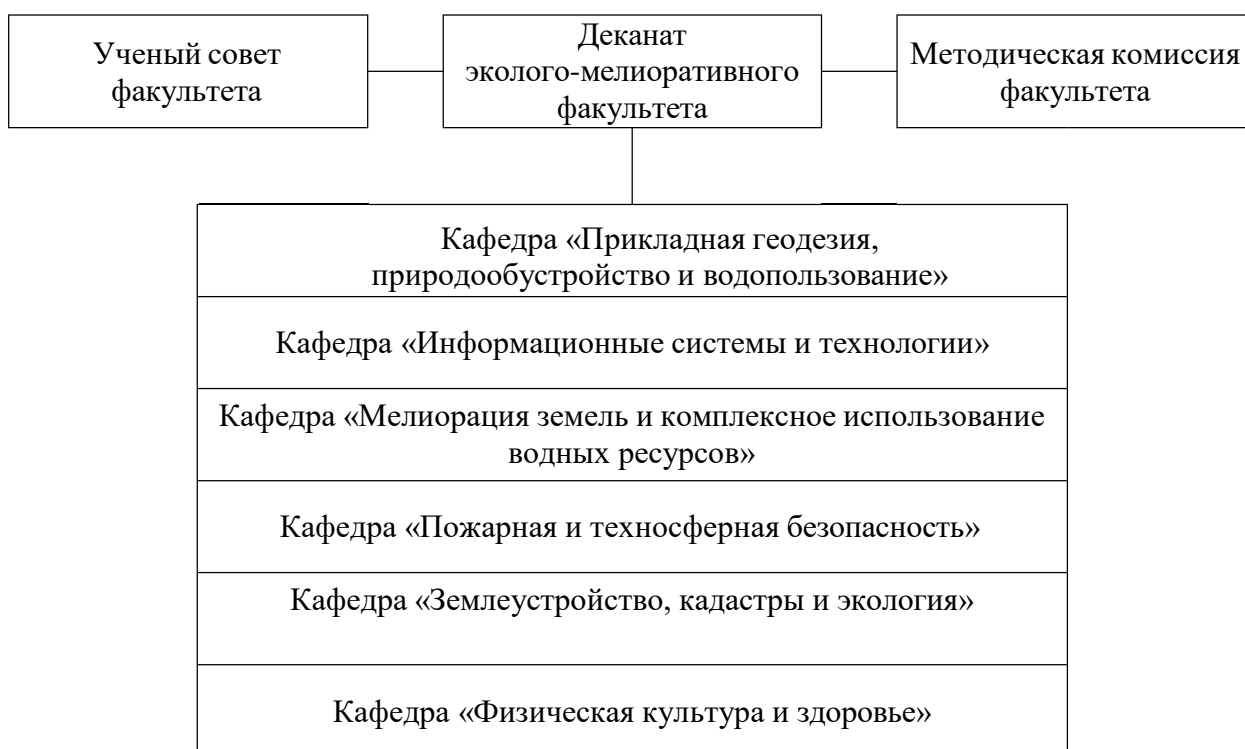 Ученый совет
факультета
Деканат
эколого-мелиоративного
факультета
Методическая комиссия
факультета
Кафедра «Прикладная геодезия,
природообустройство и водопользование»
Кафедра «Информационные системы и технологии»
Кафедра «Мелиорация земель и комплексное использование
водных ресурсов»
Кафедра «Пожарная и техносферная безопасность»
Кафедра «Землеустройство, кадастры и экология»
Кафедра «Физическая культура и здоровье»